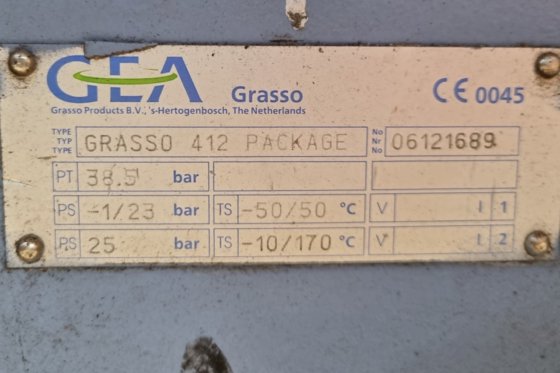 GEA Grasso CE 0045
Grasso Products B.V., 's-Hertogenbosch, The Netherlands
TYPE TYP TYPE GRASSO 412 PACKAGE No Nr No 06121689
PT 38.5 bar
PS -1/23 bar TS -50/50 °C V l 1
PS 25 bar TS -10/170 °C V l 2